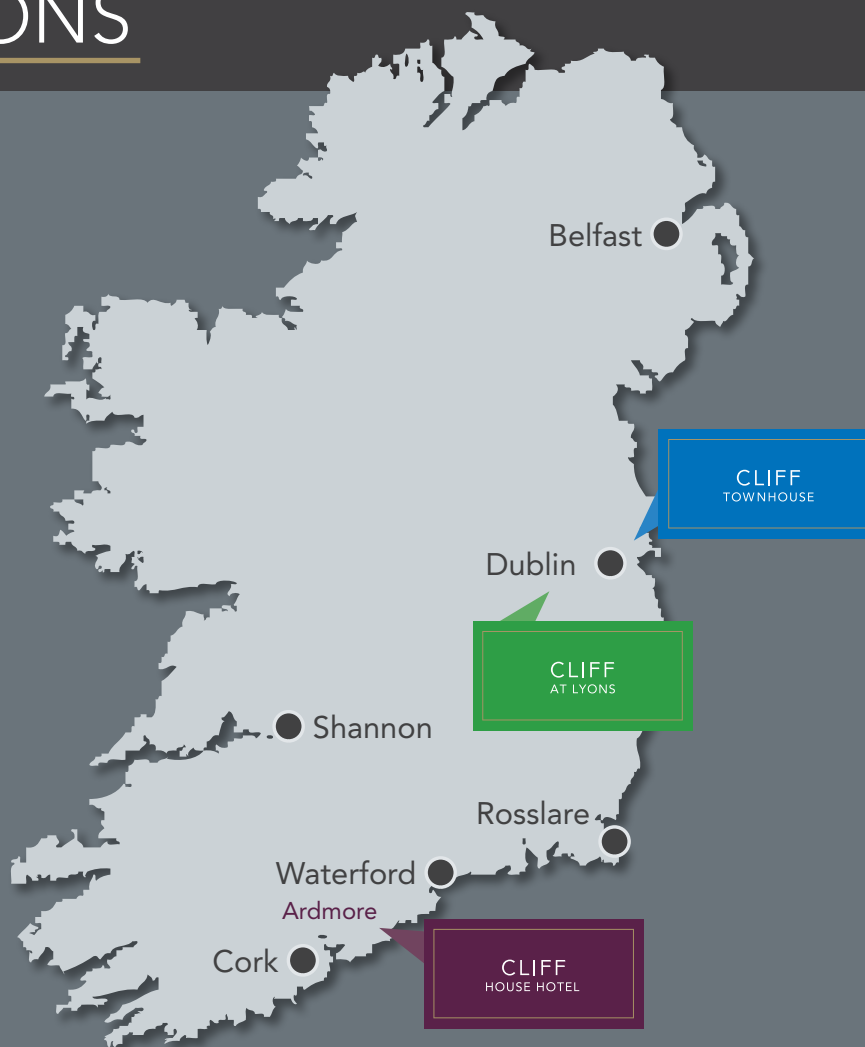 ONS
Belfast
CLIFF
TOWNHOUSE
Dublin
CLIFF
AT LYONS
Shannon
Rosslare
Waterford
Ardmore
Cork
CLIFF
HOUSE HOTEL